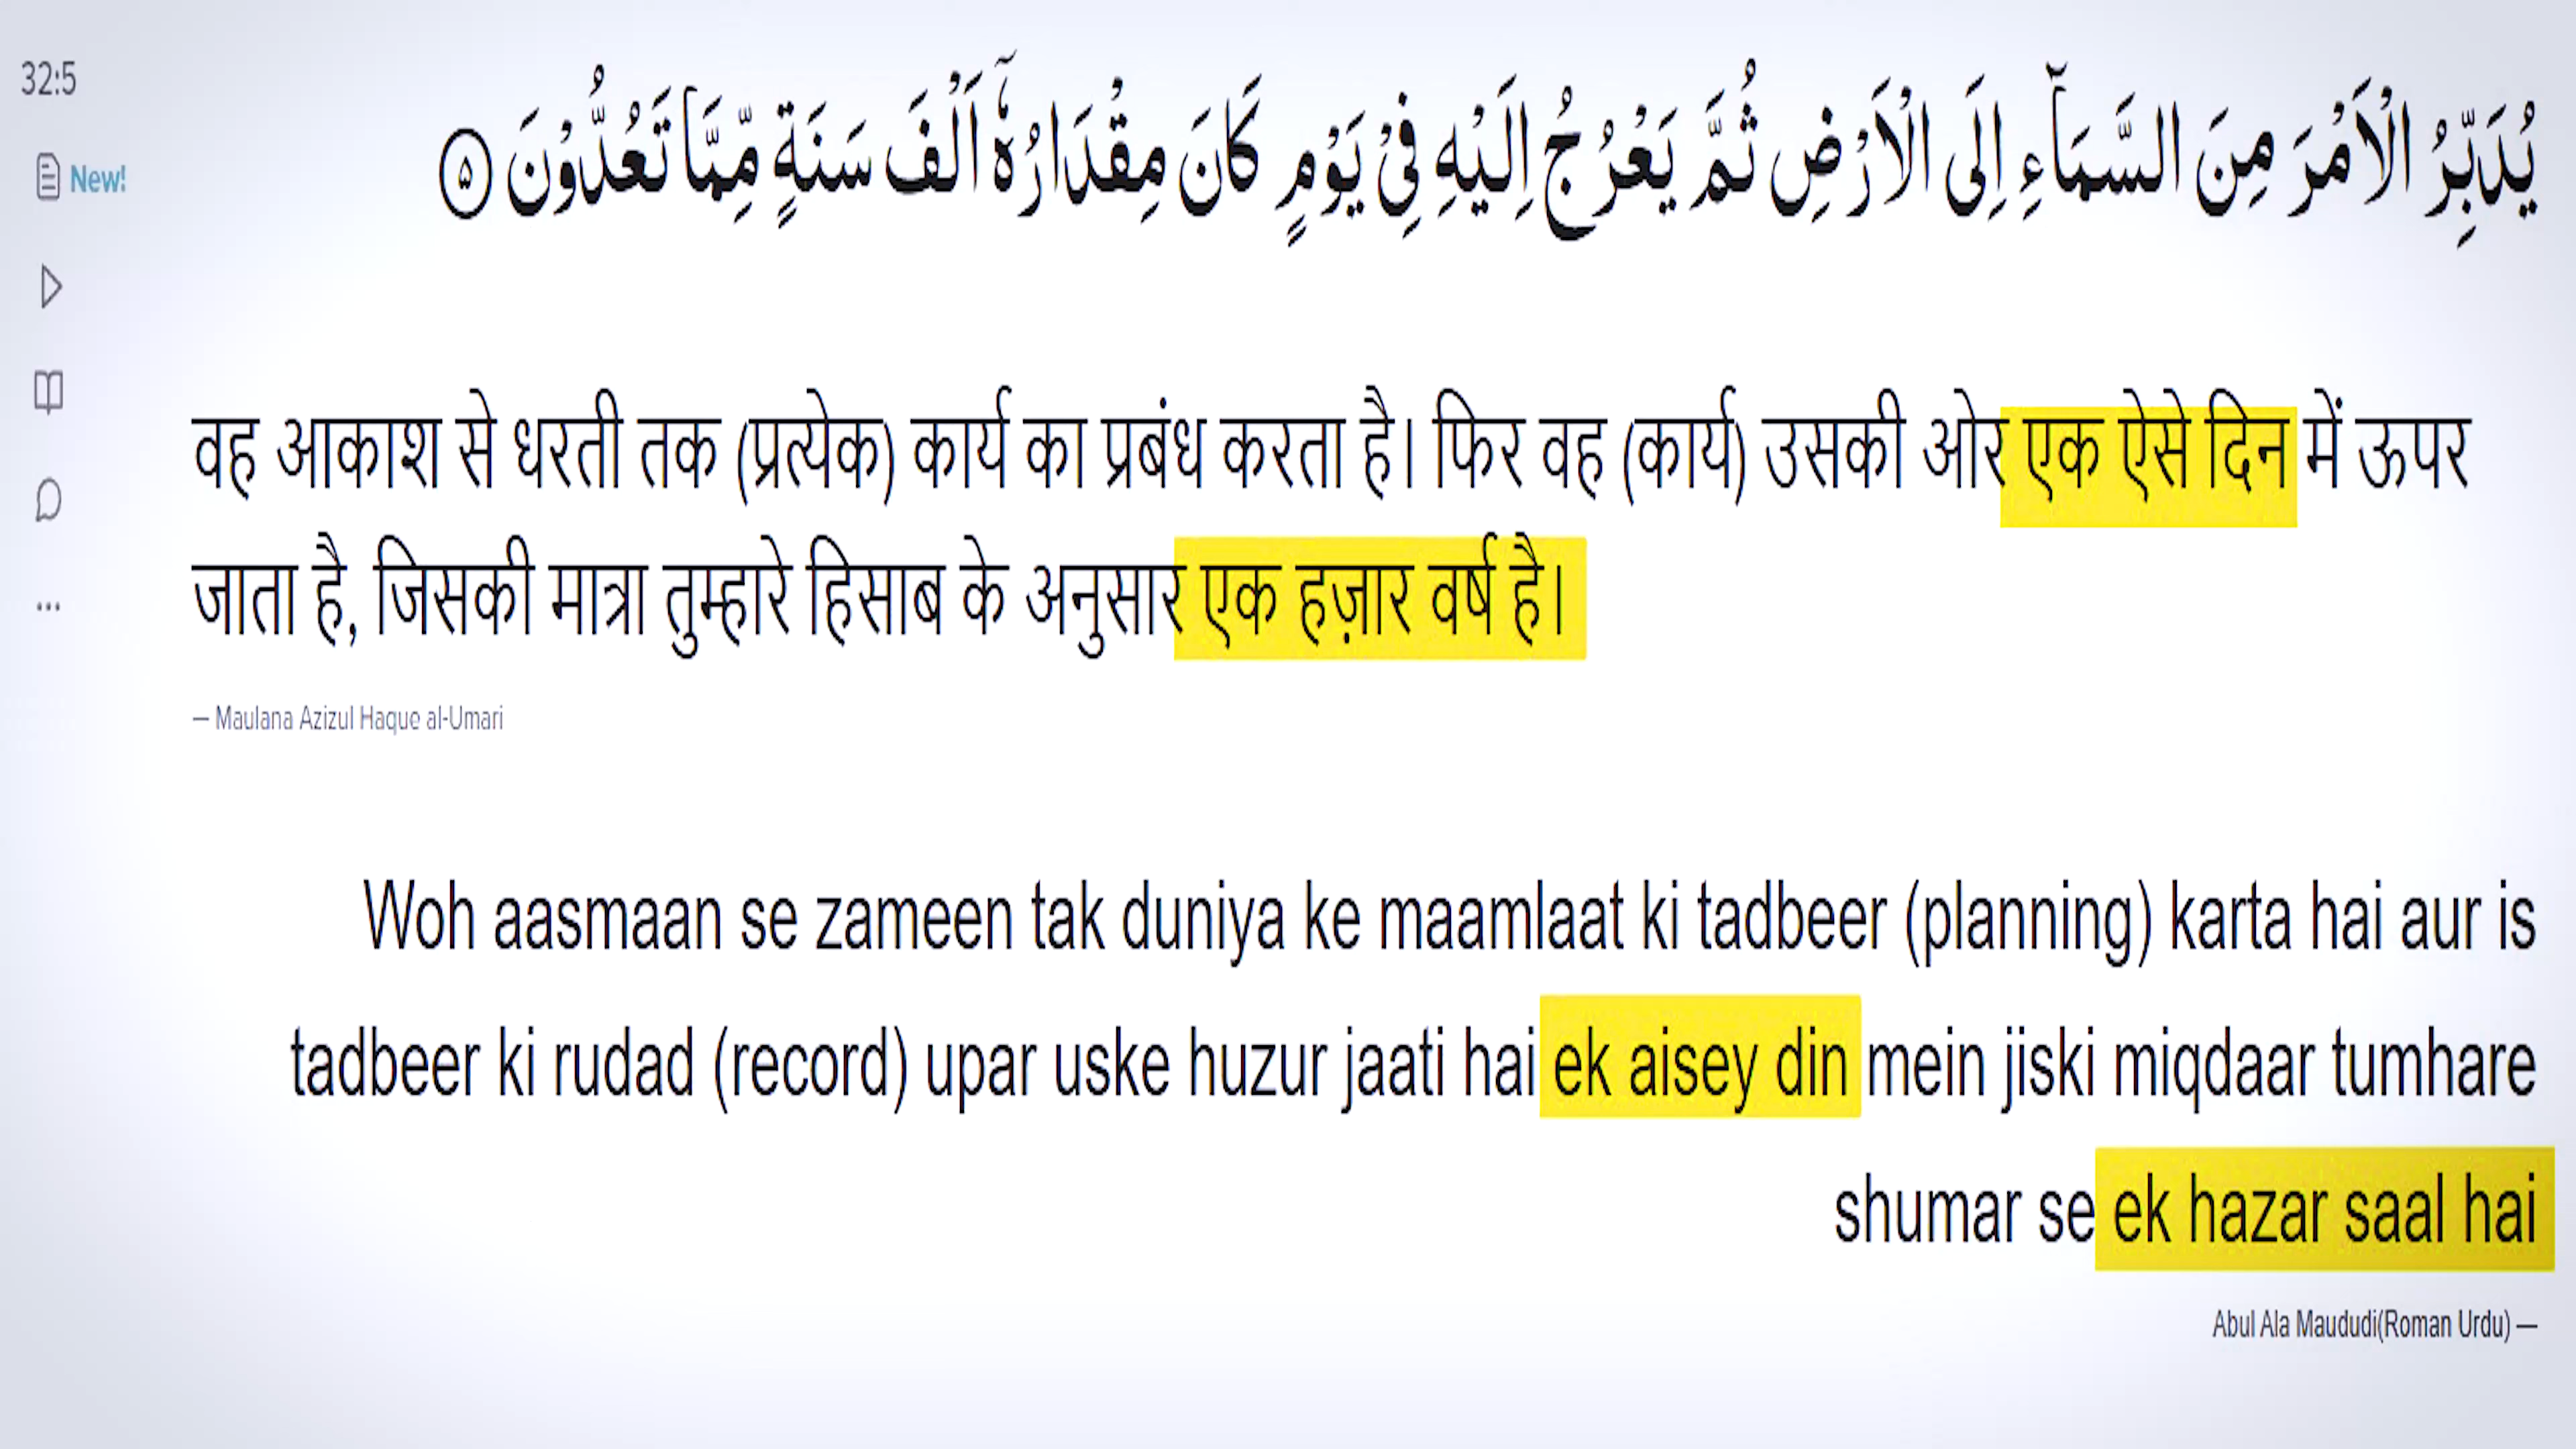 32:5
يُدَبِّرُ الْاَمْرَ مِنَ السَّمَآءِ اِلَى الْاَرْضِ ثُمَّ يَعْرُجُ اِلَيْهِ فِيْ يَوْمٍ كَانَ مِقْدَارُهٗۤ اَلْفَ سَنَةٍ مِّمَّا تَعُدُّوْنَ ۵
New!
वह आकाश से धरती तक (प्रत्येक) कार्य का प्रबंध करता है। फिर वह (कार्य) उसकी ओर एक ऐसे दिन में ऊपर
जाता है, जिसकी मात्रा तुम्हारे हिसाब के अनुसार एक हज़ार वर्ष है।
— Maulana Azizul Haque al-Umari
Woh aasmaan se zameen tak duniya ke maamlaat ki tadbeer (planning) karta hai aur is
tadbeer ki rudad (record) upar uske huzur jaati hai ek aisey din mein jiski miqdaar tumhare
shumar se ek hazar saal hai
Abul Ala Maududi(Roman Urdu) —